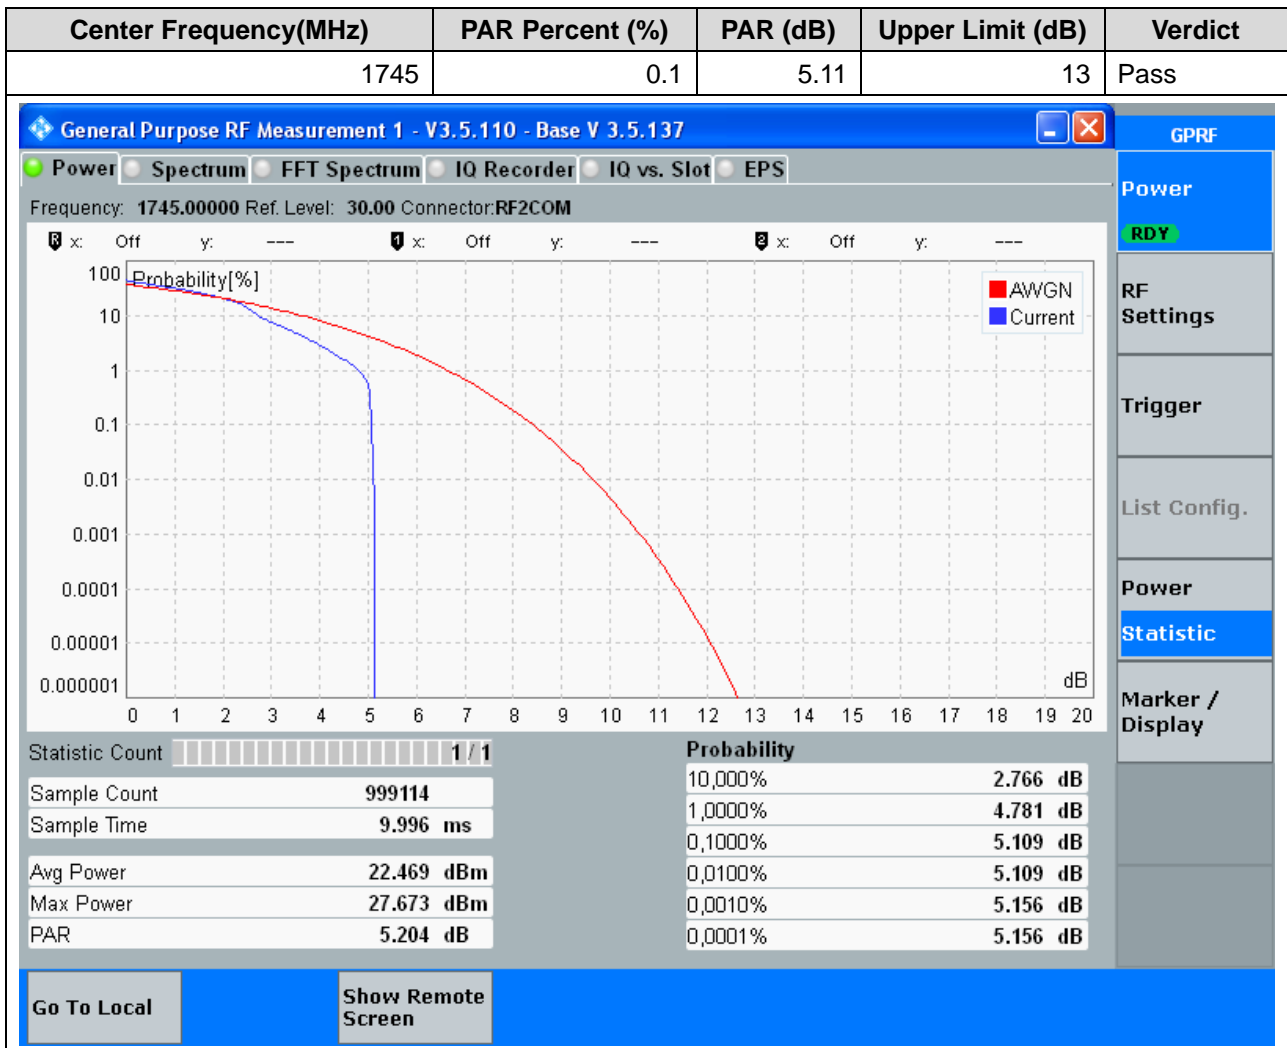 Center Frequency(MHz) PAR Percent (%) PAR (dB) Upper Limit (dB) Verdict
1745 0.1 5.11 13 Pass
General Purpose RF Measurement 1 - V3.5.110 - Base V 3.5.137
GPRF
Power Spectrum FFT Spectrum IQ Recorder IQ vs. Slot EPS
Frequency: 1745.00000 Ref. Level: 30.00 Connector:RF2COM
R x: Off y: --- 1 x: Off y: --- 2 x: Off y: ---
Probability[%]
AWGN
Current
100
10
1
0.1
0.01
0.001
0.0001
0.00001
0.000001
dB
0 1 2 3 4 5 6 7 8 9 10 11 12 13 14 15 16 17 18 19 20
Statistic Count 1 / 1
Sample Count 999114
Sample Time 9.996 ms
Avg Power 22.469 dBm
Max Power 27.673 dBm
PAR 5.204 dB
Probability
10,000% 2.766 dB
1,0000% 4.781 dB
0,1000% 5.109 dB
0,0100% 5.109 dB
0,0010% 5.156 dB
0,0001% 5.156 dB
Power
RDY
RF
Settings
Trigger
List Config.
Power
Statistic
Marker /
Display
Go To Local
Show Remote
Screen